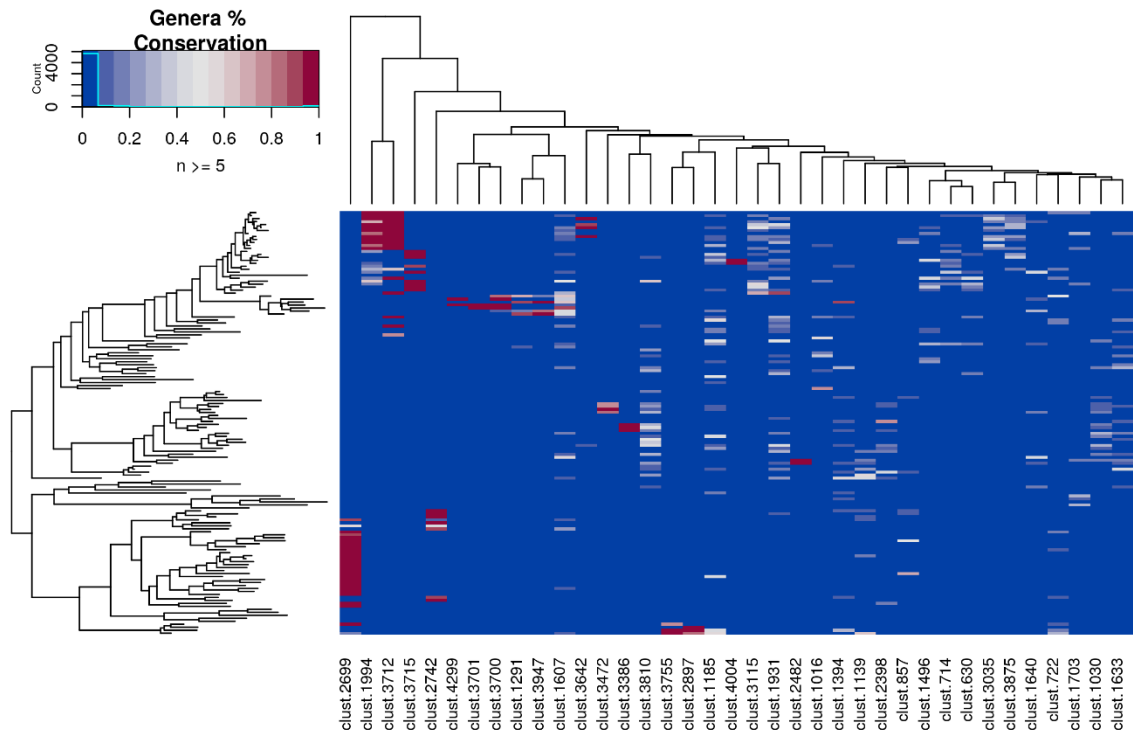 Genera %
Conservation
Count
0
4000
0 0.2 0.4 0.6 0.8 1
n >= 5
clust.2699
clust.1994
clust.3712
clust.3715
clust.2742
clust.4299
clust.3701
clust.3700
clust.1291
clust.3947
clust.1607
clust.3642
clust.3472
clust.3386
clust.3810
clust.3755
clust.2897
clust.1185
clust.4004
clust.3115
clust.1931
clust.2482
clust.1016
clust.1394
clust.1139
clust.2398
clust.857
clust.1496
clust.714
clust.630
clust.3035
clust.3875
clust.1640
clust.722
clust.1703
clust.1030
clust.1633